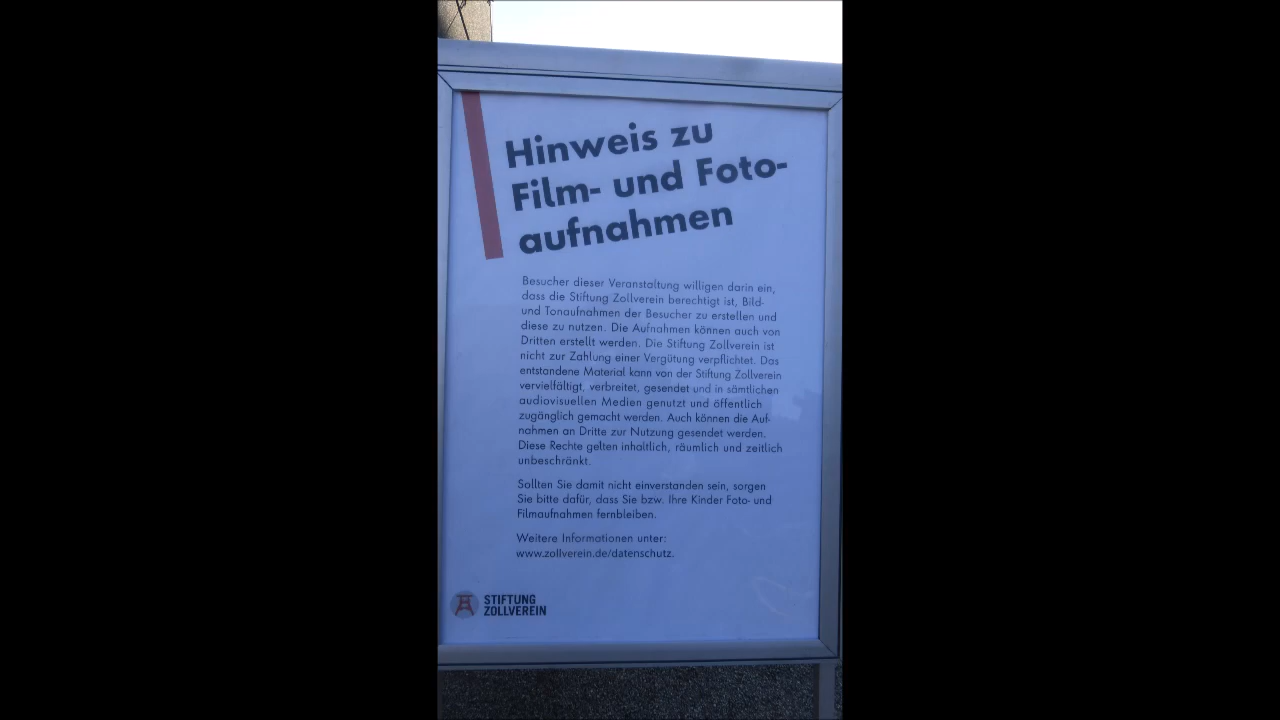 Hinweis zu
Film- und Foto-
aufnahmen
Besucher dieser Veranstaltung willigen darin ein,
dass die Stiftung Zollverein berechtigt ist, Bild-
und Tonaufnahmen der Besucher zu erstellen und
diese zu nutzen. Die Aufnahmen können auch von
Dritten erstellt werden. Die Stiftung Zollverein ist
nicht zur Zahlung einer Vergütung verpflichtet. Das
entstandene Material kann von der Stiftung Zollverein
vervielfältigt, verbreitet, gesendet und in sämtlichen
audiovisuellen Medien genutzt und öffentlich
zugänglich gemacht werden. Auch können die Auf-
nahmen an Dritte zur Nutzung gesendet werden.
Diese Rechte gelten inhaltlich, räumlich und zeitlich
unbeschränkt.
Sollten Sie damit nicht einverstanden sein, sorgen
Sie bitte dafür, dass Sie bzw. Ihre Kinder Foto- und
Filmaufnahmen fernbleiben.
Weitere Informationen unter:
www.zollverein.de/datenschutz.
STIFTUNG
ZOLLVEREIN